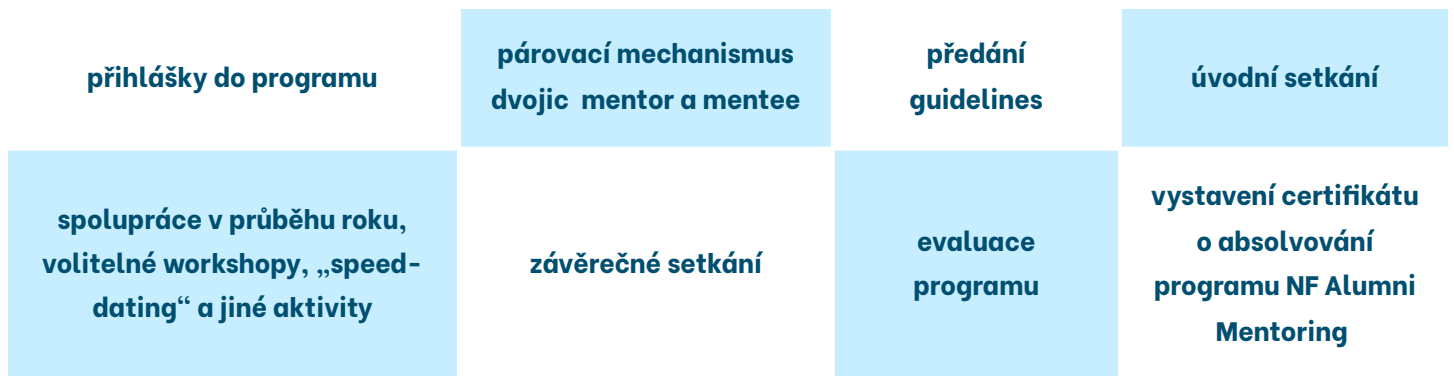 přihlášky do programu
párovací mechanismus
dvojic mentor a mentee
předání
guidelines
úvodní setkání
spolupráce v průběhu roku,
volitelné workshopy, „speed-
dating“ a jiné aktivity
závěrečné setkání
evaluace
programu
vystavení certifikátu
o absolvování
programu NF Alumni
Mentoring